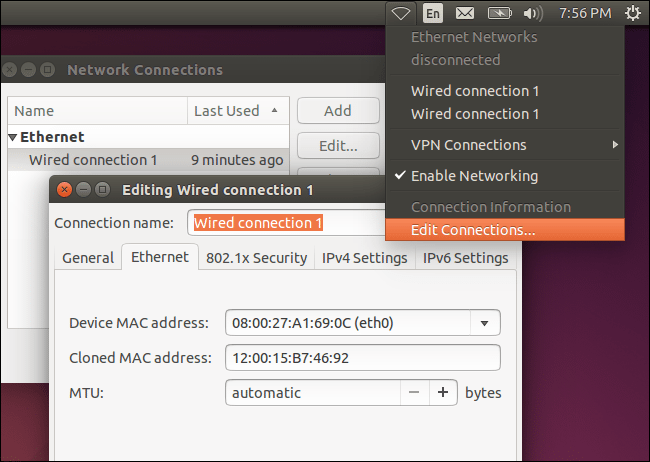 En
7:56 PM
Ethernet Networks
disconnected
Wired connection 1
Wired connection 1
VPN Connections
Enable Networking
Connection Information
Edit Connections...
Network Connections
Name Last Used
Ethernet
Wired connection 1 9 minutes ago
Add
Edit...
Editing Wired connection 1
Connection name: Wired connection 1
General Ethernet 802.1x Security IPv4 Settings IPv6 Settings
Device MAC address: 08:00:27:A1:69:0C (eth0)
Cloned MAC address: 12:00:15:B7:46:92
MTU: automatic − + bytes